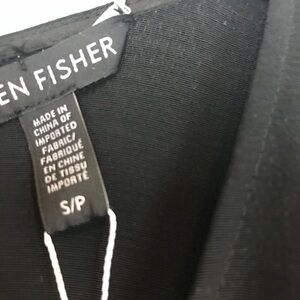 EN FISHER
MADE IN
CHINA OF
IMPORTED
FABRIC/
FABRIQUÉ
EN CHINE
DE TISSU
IMPORTÉ
S/P